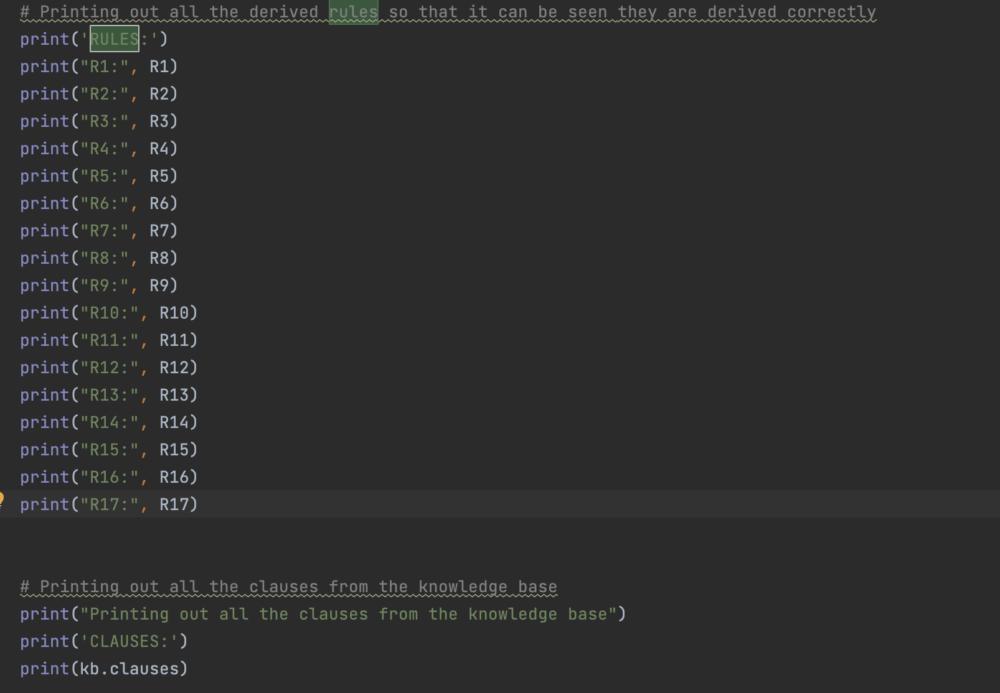 # Printing out all the derived rules so that it can be seen they are derived correctly
print('RULES:')
print("R1:", R1)
print("R2:", R2)
print("R3:", R3)
print("R4:", R4)
print("R5:", R5)
print("R6:", R6)
print("R7:", R7)
print("R8:", R8)
print("R9:", R9)
print("R10:", R10)
print("R11:", R11)
print("R12:", R12)
print("R13:", R13)
print("R14:", R14)
print("R15:", R15)
print("R16:", R16)
print("R17:", R17)
# Printing out all the clauses from the knowledge base
print("Printing out all the clauses from the knowledge base")
print('CLAUSES:')
print(kb.clauses)